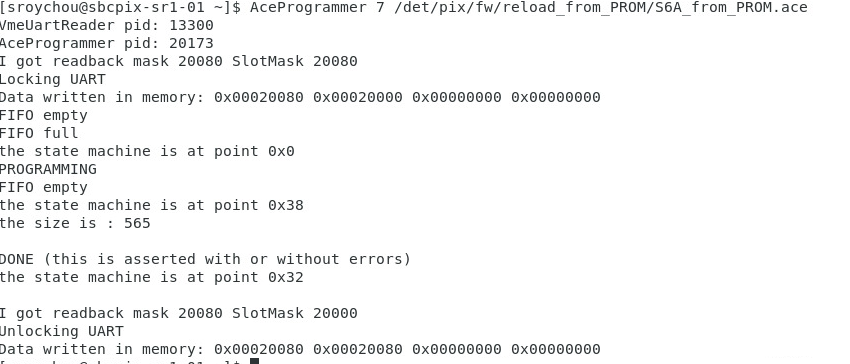 [sroychou@sbcpix-sr1-01 ~]$ AceProgrammer 7 /det/pix/fw/reload_from_PROM/S6A_from_PROM.ace
VmeUartReader pid: 13300
AceProgrammer pid: 20173
I got readback mask 20080 SlotMask 20080
Locking UART
Data written in memory: 0x00020080 0x00020000 0x00000000 0x00000000
FIFO empty
FIFO full
the state machine is at point 0x0
PROGRAMMING
FIFO empty
the state machine is at point 0x38
the size is : 565
DONE (this is asserted with or without errors)
the state machine is at point 0x32
I got readback mask 20080 SlotMask 20000
Unlocking UART
Data written in memory: 0x00020080 0x00020080 0x00000000 0x00000000